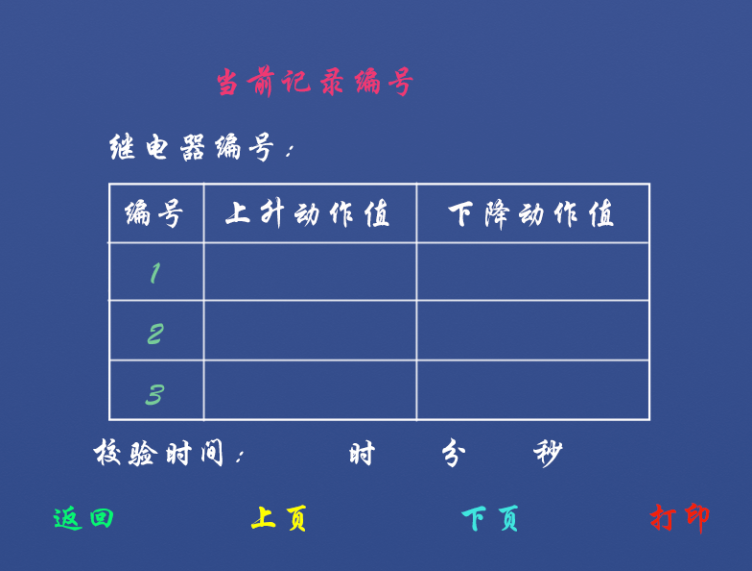 当前记录编号
继电器编号：
编号 上升动作值 下降动作值
1
2
3
校验时间： 时 分 秒
返回 上页 下页 打印